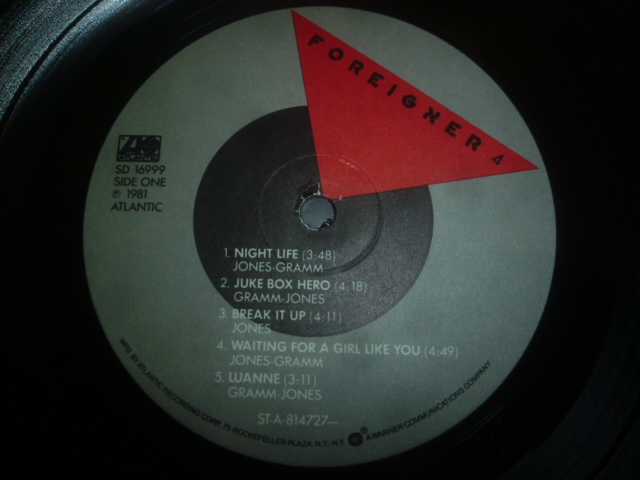 FOREIGNER 4
ATLANTIC
SD 16999
SIDE ONE
℗ 1981
ATLANTIC
1. NIGHT LIFE (3:48)
JONES-GRAMM
2. JUKE BOX HERO (4:18)
GRAMM-JONES
3. BREAK IT UP (4:11)
JONES
4. WAITING FOR A GIRL LIKE YOU (4:49)
JONES-GRAMM
5. LUANNE (3:11)
GRAMM-JONES
ST-A-814727—
MFG. BY ATLANTIC RECORDING CORP. 75 ROCKEFELLER PLAZA, N.Y., N.Y. W A WARNER COMMUNICATIONS COMPANY